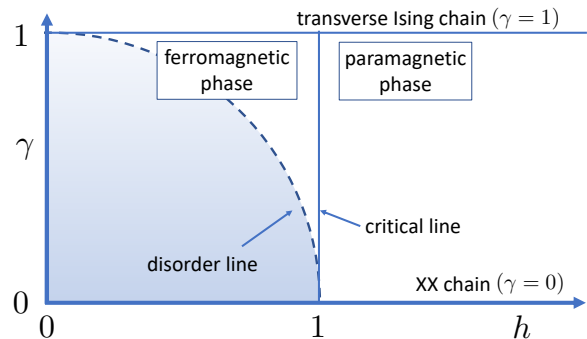 transverse Ising chain (γ = 1)
1
ferromagnetic
phase
paramagnetic
phase
γ
critical line
disorder line
XX chain (γ = 0)
0
0
1
h